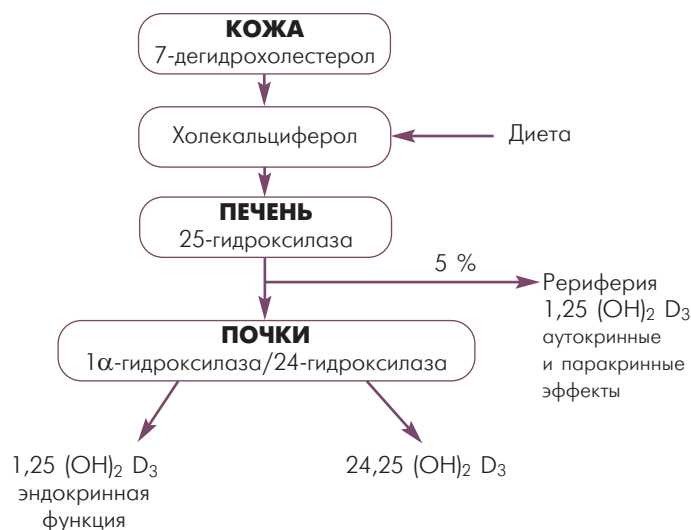 КОЖА
7-дегидрохолестерол
Холекальциферол
Диета
ПЕЧЕНЬ
25-гидроксилаза
5 %
Рериферия
1,25 (OH)₂ D₃
аутокринные
и паракринные
эффекты
ПОЧКИ
1α-гидроксилаза/24-гидроксилаза
1,25 (OH)₂ D₃
эндокринная
функция
24,25 (OH)₂ D₃